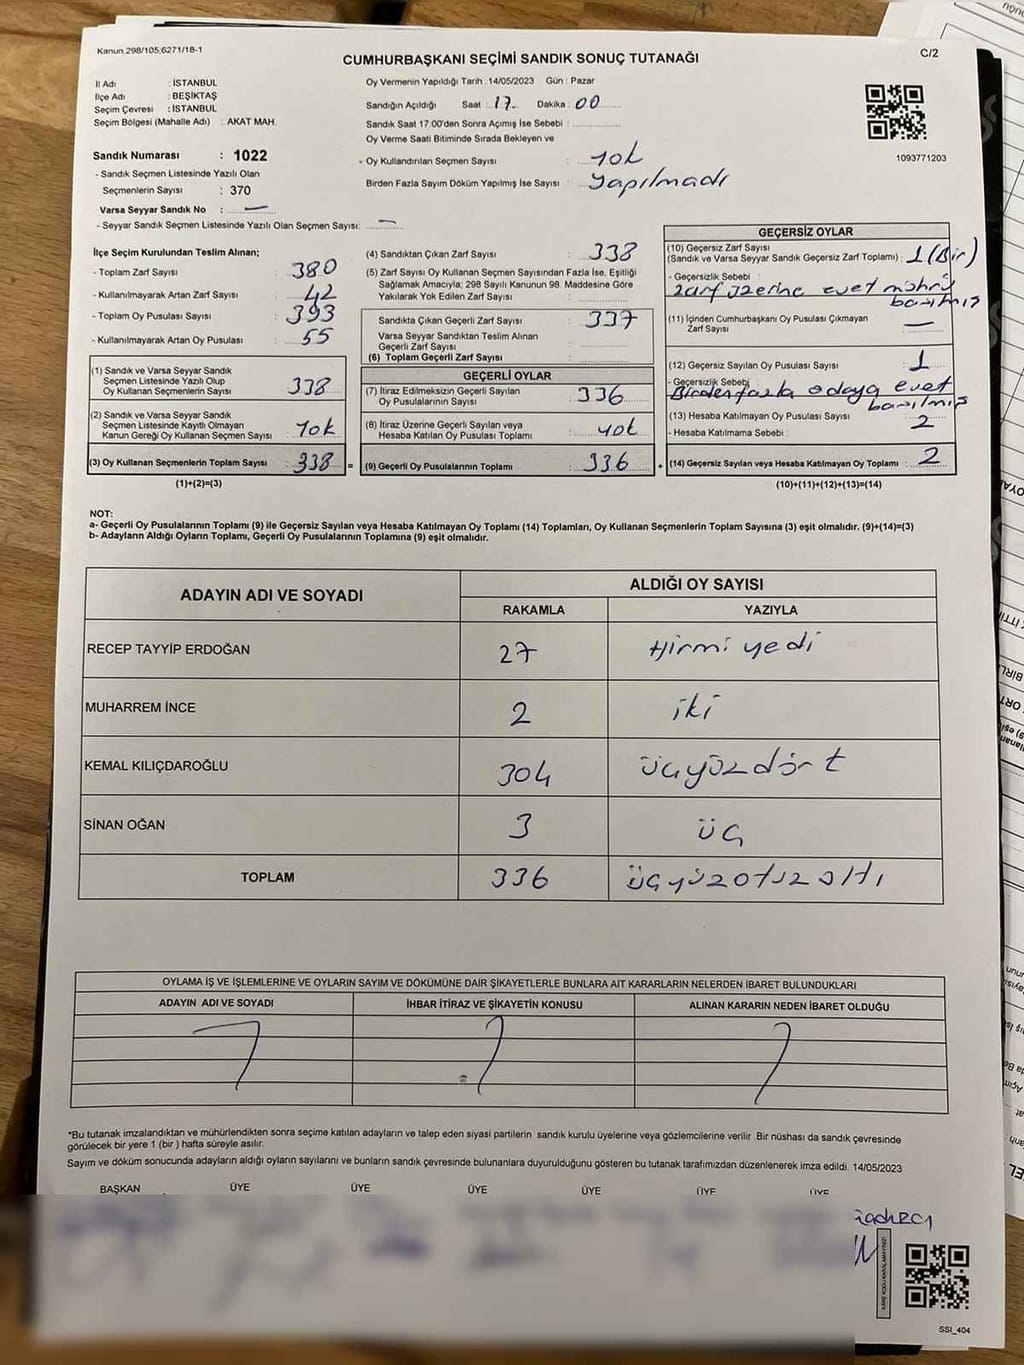 Kanun.298/105,6271/18-1
C/2
CUMHURBAŞKANI SEÇİMİ SANDIK SONUÇ TUTANAĞI
İl Adı : İSTANBUL
İlçe Adı : BEŞİKTAŞ
Seçim Çevresi : İSTANBUL
Seçim Bölgesi (Mahalle Adı) : AKAT MAH.
Sandık Numarası : 1022
- Sandık Seçmen Listesinde Yazılı Olan
Seçmenlerin Sayısı : 370
Varsa Seyyar Sandık No : —
- Seyyar Sandık Seçmen Listesinde Yazılı Olan Seçmen Sayısı: —
Oy Vermenin Yapıldığı Tarih : 14/05/2023 Gün : Pazar
Sandığın Açıldığı Saat : 17 Dakika : 00
Sandık Saat 17:00'den Sonra Açımış İse Sebebi :
Oy Verme Saati Bitiminde Sırada Bekleyen ve
- Oy Kullandırılan Seçmen Sayısı : Yok
Birden Fazla Sayım Döküm Yapılmış İse Sayısı : Yapılmadı
1093771203
İlçe Seçim Kurulundan Teslim Alınan;
- Toplam Zarf Sayısı : 380
- Kullanılmayarak Artan Zarf Sayısı : 42
- Toplam Oy Pusulası Sayısı : 393
- Kullanılmayarak Artan Oy Pusulası : 55
(1) Sandık ve Varsa Seyyar Sandık
Seçmen Listesinde Yazılı Olup
Oy Kullanan Seçmenlerin Sayısı : 338
(2) Sandık ve Varsa Seyyar Sandık
Seçmen Listesinde Kayıtlı Olmayan
Kanun Gereği Oy Kullanan Seçmen Sayısı : Yok
(3) Oy Kullanan Seçmenlerin Toplam Sayısı : 338 =
(1)+(2)=(3)
(4) Sandıktan Çıkan Zarf Sayısı : 338
(5) Zarf Sayısı Oy Kullanan Seçmen Sayısından Fazla İse, Eşitliği
Sağlamak Amacıyla; 298 Sayılı Kanunun 98. Maddesine Göre
Yakılarak Yok Edilen Zarf Sayısı :
Sandıkta Çıkan Geçerli Zarf Sayısı : 337
Varsa Seyyar Sandıktan Teslim Alınan
Geçerli Zarf Sayısı :
(6) Toplam Geçerli Zarf Sayısı :
GEÇERLİ OYLAR
(7) İtiraz Edilmeksizin Geçerli Sayılan
Oy Pusulalarının Sayısı : 336
(8) İtiraz Üzerine Geçerli Sayılan veya
Hesaba Katılan Oy Pusulası Toplamı : yok
(9) Geçerli Oy Pusulalarının Toplamı : 336 +
GEÇERSİZ OYLAR
(10) Geçersiz Zarf Sayısı
(Sandık ve Varsa Seyyar Sandık Geçersiz Zarf Toplamı) : 1 (Bir)
- Geçersizlik Sebebi :
zarf üzerine evet mührü
basılmış
(11) İçinden Cumhurbaşkanı Oy Pusulası Çıkmayan
Zarf Sayısı : —
(12) Geçersiz Sayılan Oy Pusulası Sayısı : 1
- Geçersizlik Sebebi
Birden fazla adaya evet
basılmış
(13) Hesaba Katılmayan Oy Pusulası Sayısı : 2
- Hesaba Katılmama Sebebi :
(14) Geçersiz Sayılan veya Hesaba Katılmayan Oy Toplamı : 2
(10)+(11)+(12)+(13)=(14)
NOT:
a- Geçerli Oy Pusulalarının Toplamı (9) ile Geçersiz Sayılan veya Hesaba Katılmayan Oy Toplamı (14) Toplamları, Oy Kullanan Seçmenlerin Toplam Sayısına (3) eşit olmalıdır. (9)+(14)=(3)
b- Adayların Aldığı Oyların Toplamı, Geçerli Oy Pusulalarının Toplamına (9) eşit olmalıdır.
ADAYIN ADI VE SOYADI
ALDIĞI OY SAYISI
RAKAMLA YAZIYLA
RECEP TAYYİP ERDOĞAN 27 Yirmi yedi
MUHARREM İNCE 2 iki
KEMAL KILIÇDAROĞLU 304 üçyüzdört
SİNAN OĞAN 3 üç
TOPLAM 336 üçyüzotuzaltı
OYLAMA İŞ VE İŞLEMLERİNE VE OYLARIN SAYIM VE DÖKÜMÜNE DAİR ŞİKAYETLERLE BUNLARA AİT KARARLARIN NELERDEN İBARET BULUNDUKLARI
ADAYIN ADI VE SOYADI İHBAR İTİRAZ VE ŞİKAYETİN KONUSU ALINAN KARARIN NEDEN İBARET OLDUĞU
*Bu tutanak imzalandıktan ve mühürlendikten sonra seçime katılan adayların ve talep eden siyasi partilerin sandık kurulu üyelerine veya gözlemcilerine verilir .Bir nüshası da sandık çevresinde
görülecek bir yere 1 (bir ) hafta süreyle asılır.
Sayım ve döküm sonucunda adayların aldığı oyların sayılarını ve bunların sandık çevresinde bulunanlara duyurulduğunu gösteren bu tutanak tarafımızdan düzenlenerek imza edildi. 14/05/2023
BAŞKAN ÜYE ÜYE ÜYE ÜYE ÜYE ÜYE
SSI_404